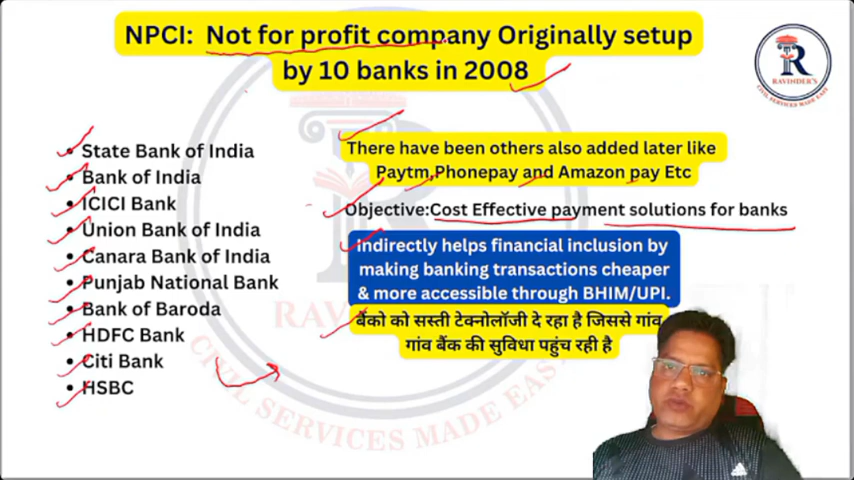 NPCI: Not for profit company Originally setup
by 10 banks in 2008
RAVINDER'S
CIVIL SERVICES MADE EASY
State Bank of India
Bank of India
ICICI Bank
Union Bank of India
Canara Bank of India
Punjab National Bank
Bank of Baroda
HDFC Bank
Citi Bank
HSBC
There have been others also added later like
Paytm,Phonepay and Amazon pay Etc
Objective:Cost Effective payment solutions for banks
Indirectly helps financial inclusion by
making banking transactions cheaper
& more accessible through BHIM/UPI.
बैंको को सस्ती टेक्नोलॉजी दे रहा है जिससे गांव
गांव बैंक की सुविधा पहुंच रही है
CIVIL SERVICES MADE EAS